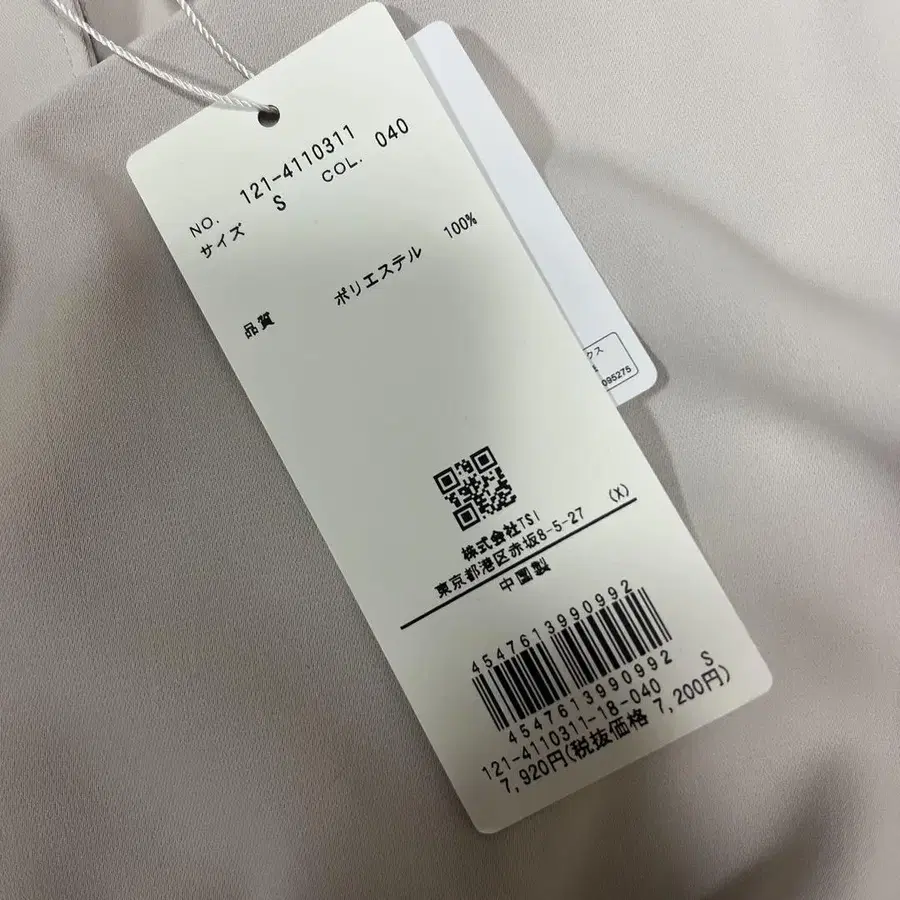 NO. 121-4110311 COL. 040
サイズ S
品質 ポリエステル 100%
株式会社TSI
東京都港区赤坂8-5-27 (X)
中国製
4547613990992
4547613990992
121-4110311-18-040 S
7,920円(税抜価格 7,200円)
クス
095275